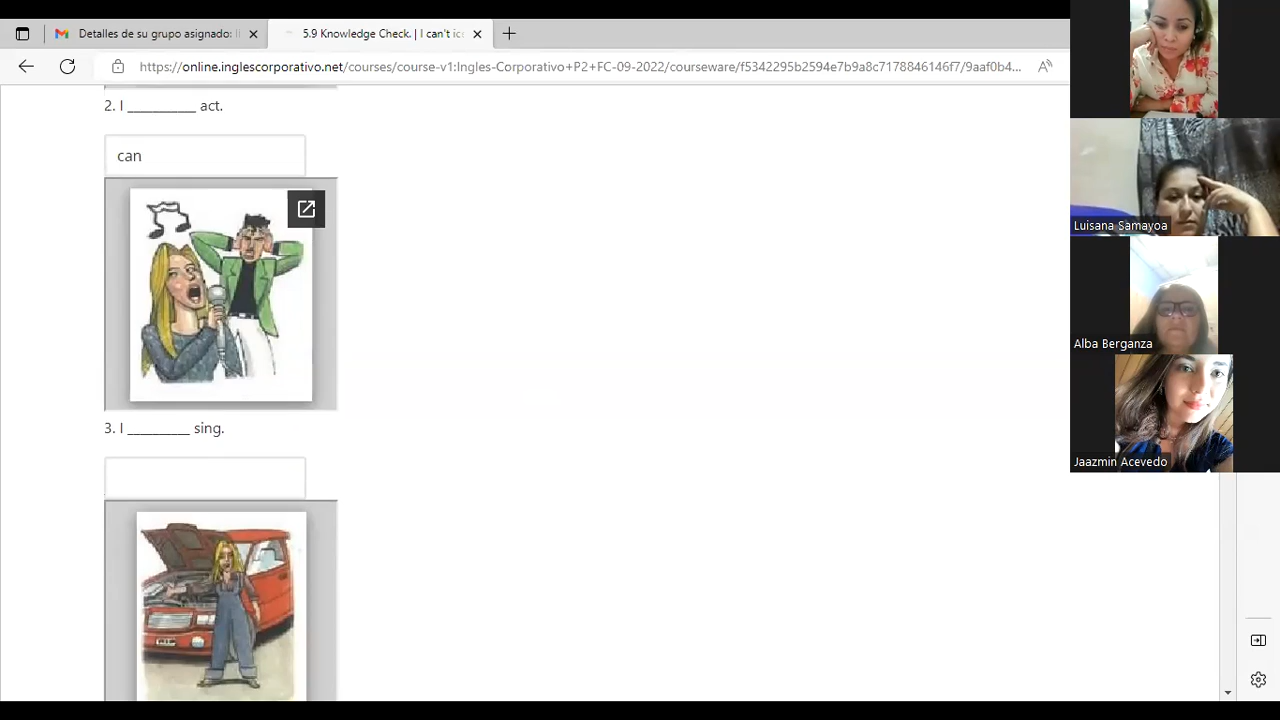 Detalles de su grupo asignado: I
5.9 Knowledge Check. | I can't ice
https://online.inglescorporativo.net/courses/course-v1:Ingles-Corporativo+P2+FC-09-2022/courseware/f5342295b2594e7b9a8c7178846146f7/9aaf0b4...
2. I __________ act.
can
3. I _________ sing.
Luisana Samayoa
Alba Berganza
Jaazmin Acevedo